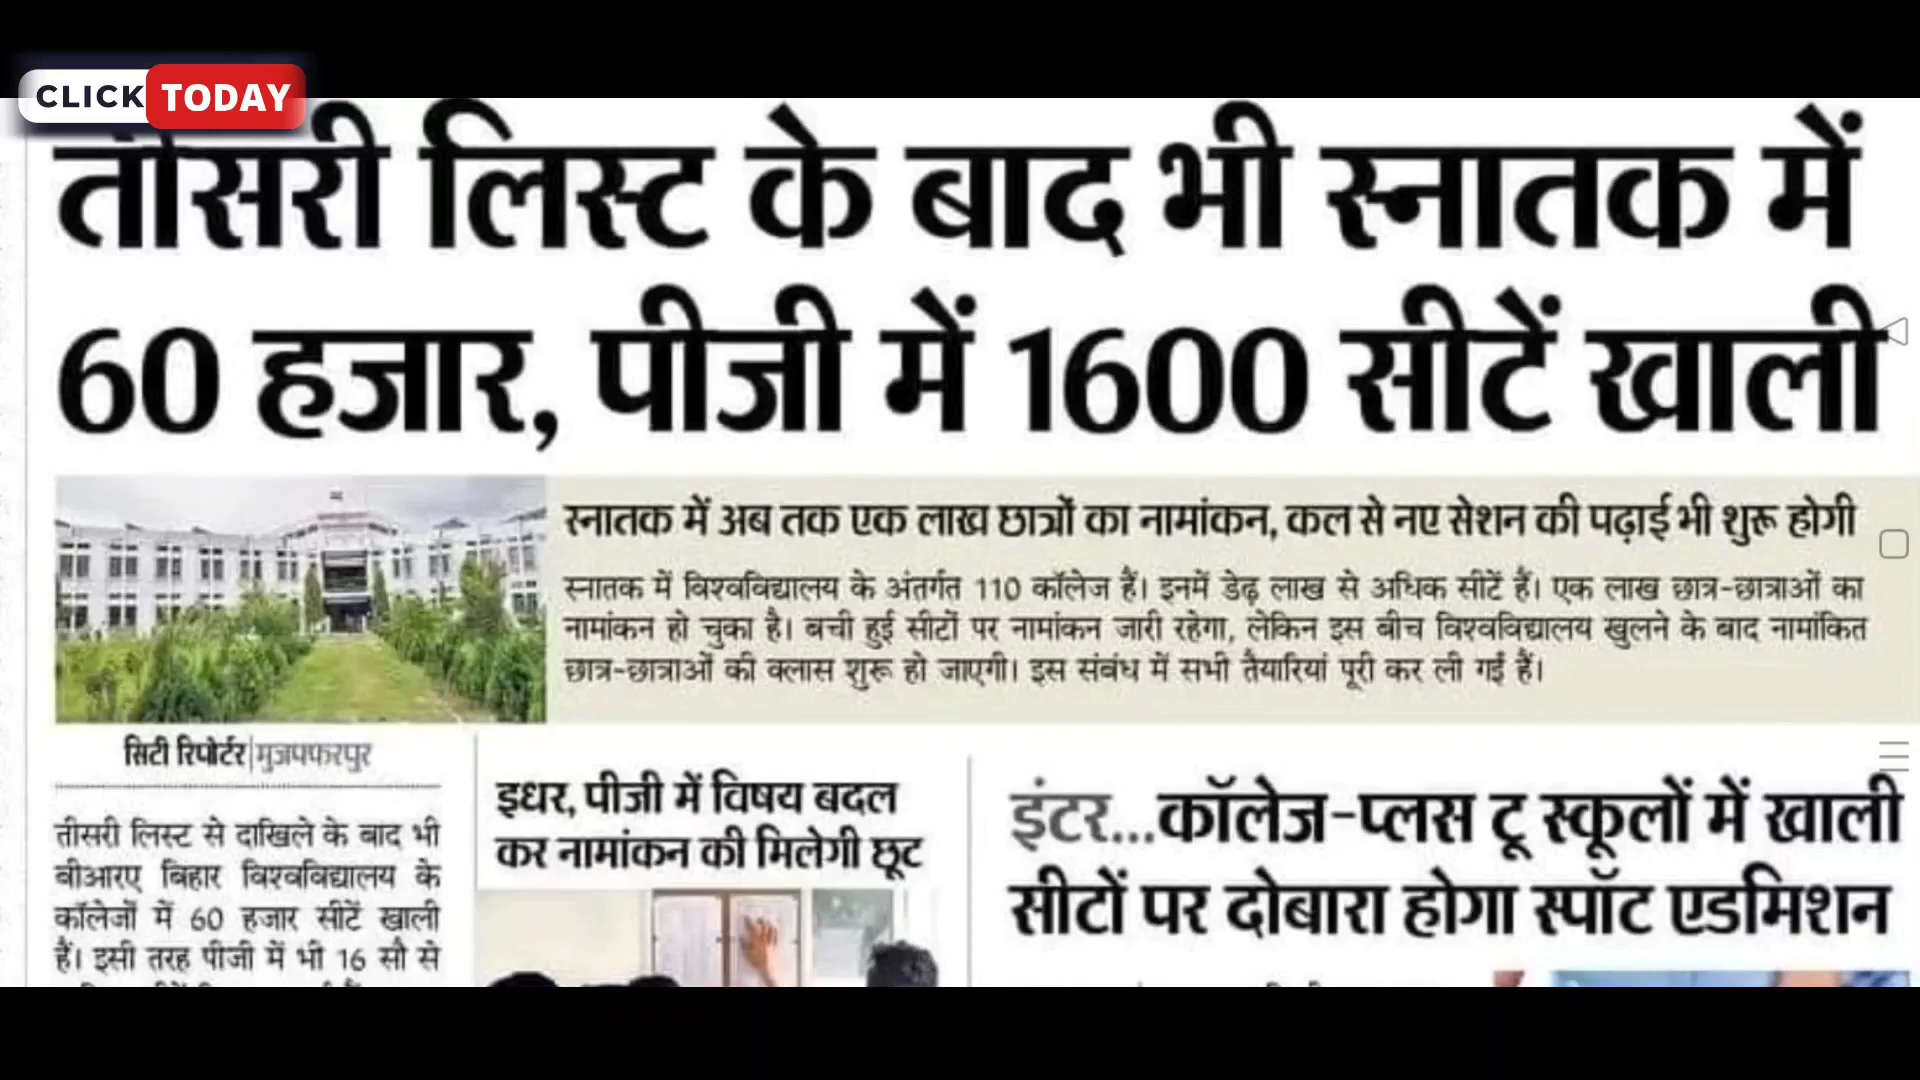 CLICK TODAY
तीसरी लिस्ट के बाद भी स्नातक में
60 हजार, पीजी में 1600 सीटें खाली
स्नातक में अब तक एक लाख छात्रों का नामांकन, कल से नए सेशन की पढ़ाई भी शुरू होगी
स्नातक में विश्वविद्यालय के अंतर्गत 110 कॉलेज हैं। इनमें डेढ़ लाख से अधिक सीटें हैं। एक लाख छात्र-छात्राओं का
नामांकन हो चुका है। बची हुई सीटों पर नामांकन जारी रहेगा, लेकिन इस बीच विश्वविद्यालय खुलने के बाद नामांकित
छात्र-छात्राओं की क्लास शुरू हो जाएगी। इस संबंध में सभी तैयारियां पूरी कर ली गई हैं।
सिटी रिपोर्टर|मुजफ्फरपुर
तीसरी लिस्ट से दाखिले के बाद भी
बीआरए बिहार विश्वविद्यालय के
कॉलेजों में 60 हजार सीटें खाली
हैं। इसी तरह पीजी में भी 16 सौ से
इधर, पीजी में विषय बदल
कर नामांकन की मिलेगी छूट
इंटर...कॉलेज-प्लस टू स्कूलों में खाली
सीटों पर दोबारा होगा स्पॉट एडमिशन